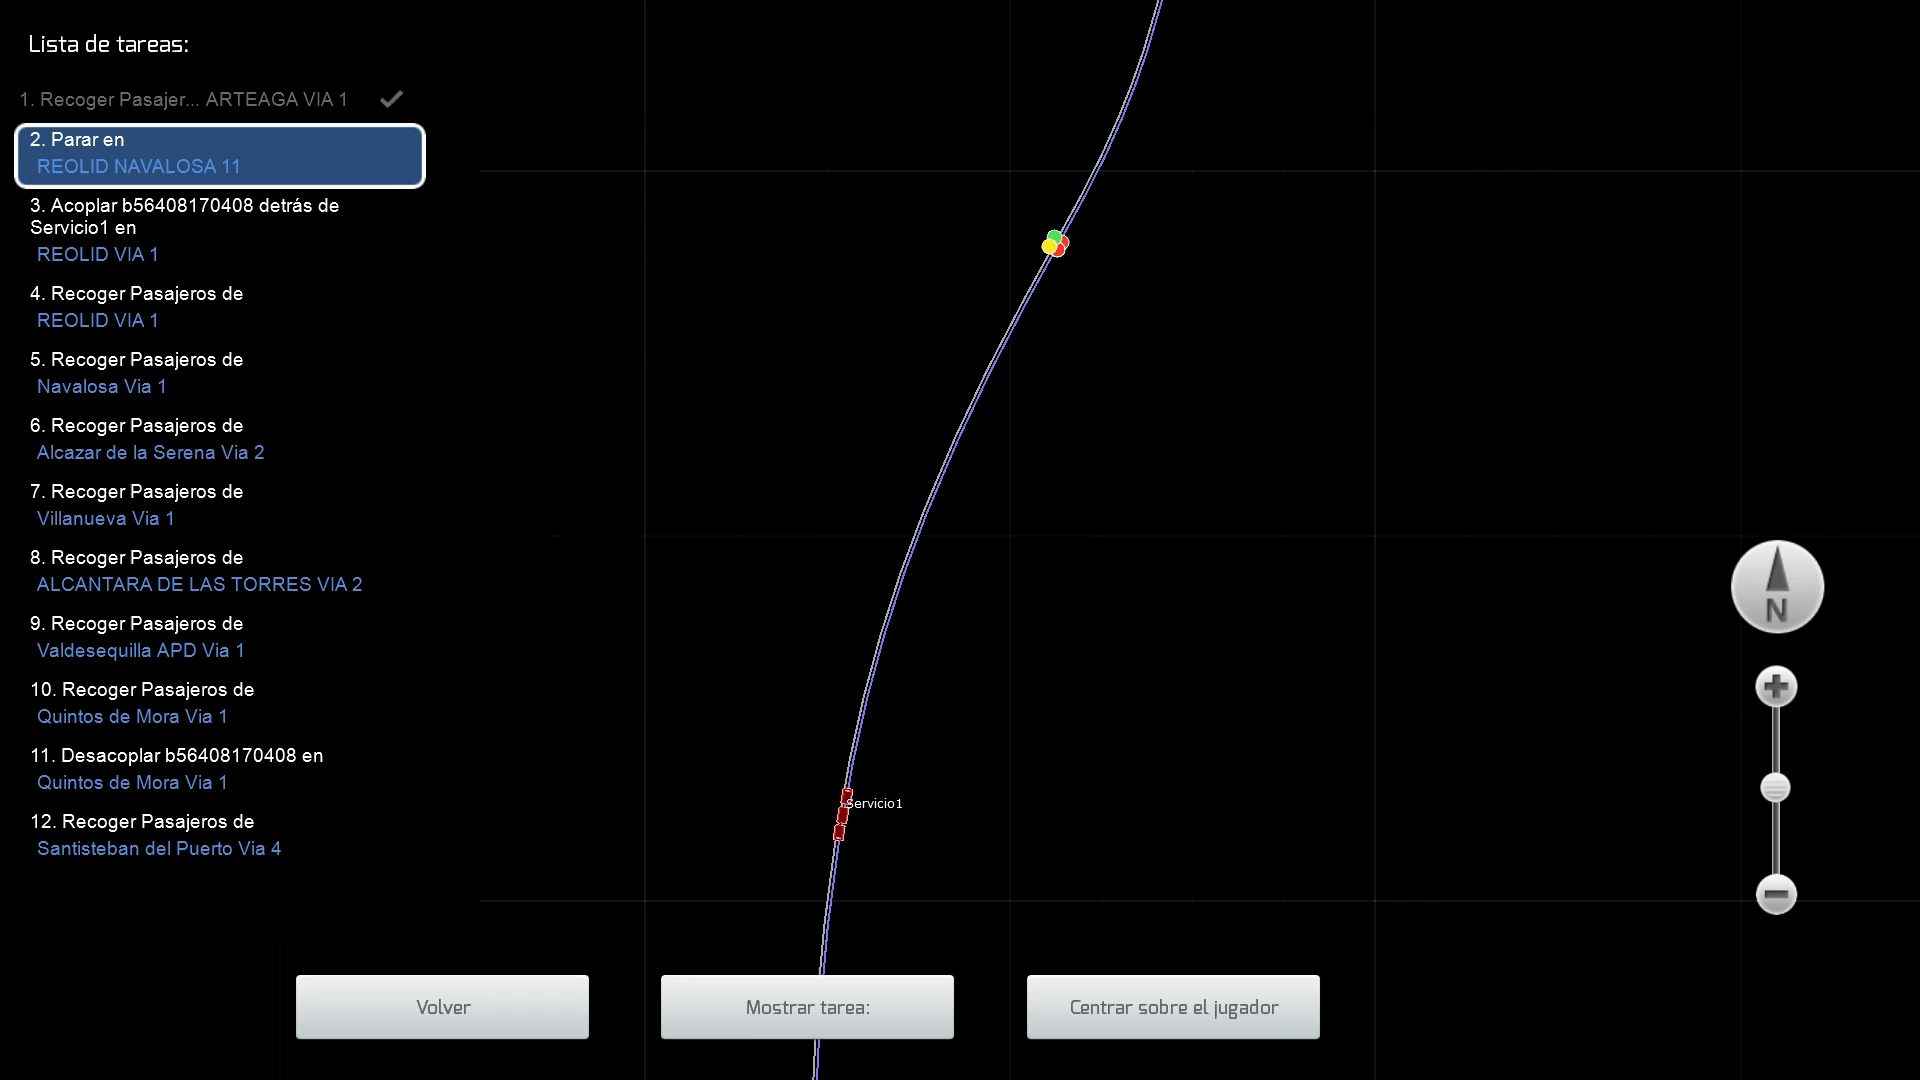 Lista de tareas:
1. Recoger Pasajer... ARTEAGA VIA 1
2. Parar en
REOLID NAVALOSA 11
3. Acoplar b56408170408 detrás de
Servicio1 en
REOLID VIA 1
4. Recoger Pasajeros de
REOLID VIA 1
5. Recoger Pasajeros de
Navalosa Via 1
6. Recoger Pasajeros de
Alcazar de la Serena Via 2
7. Recoger Pasajeros de
Villanueva Via 1
8. Recoger Pasajeros de
ALCANTARA DE LAS TORRES VIA 2
9. Recoger Pasajeros de
Valdesequilla APD Via 1
10. Recoger Pasajeros de
Quintos de Mora Via 1
11. Desacoplar b56408170408 en
Quintos de Mora Via 1
12. Recoger Pasajeros de
Santisteban del Puerto Via 4
Servicio1
N
Volver
Mostrar tarea:
Centrar sobre el jugador